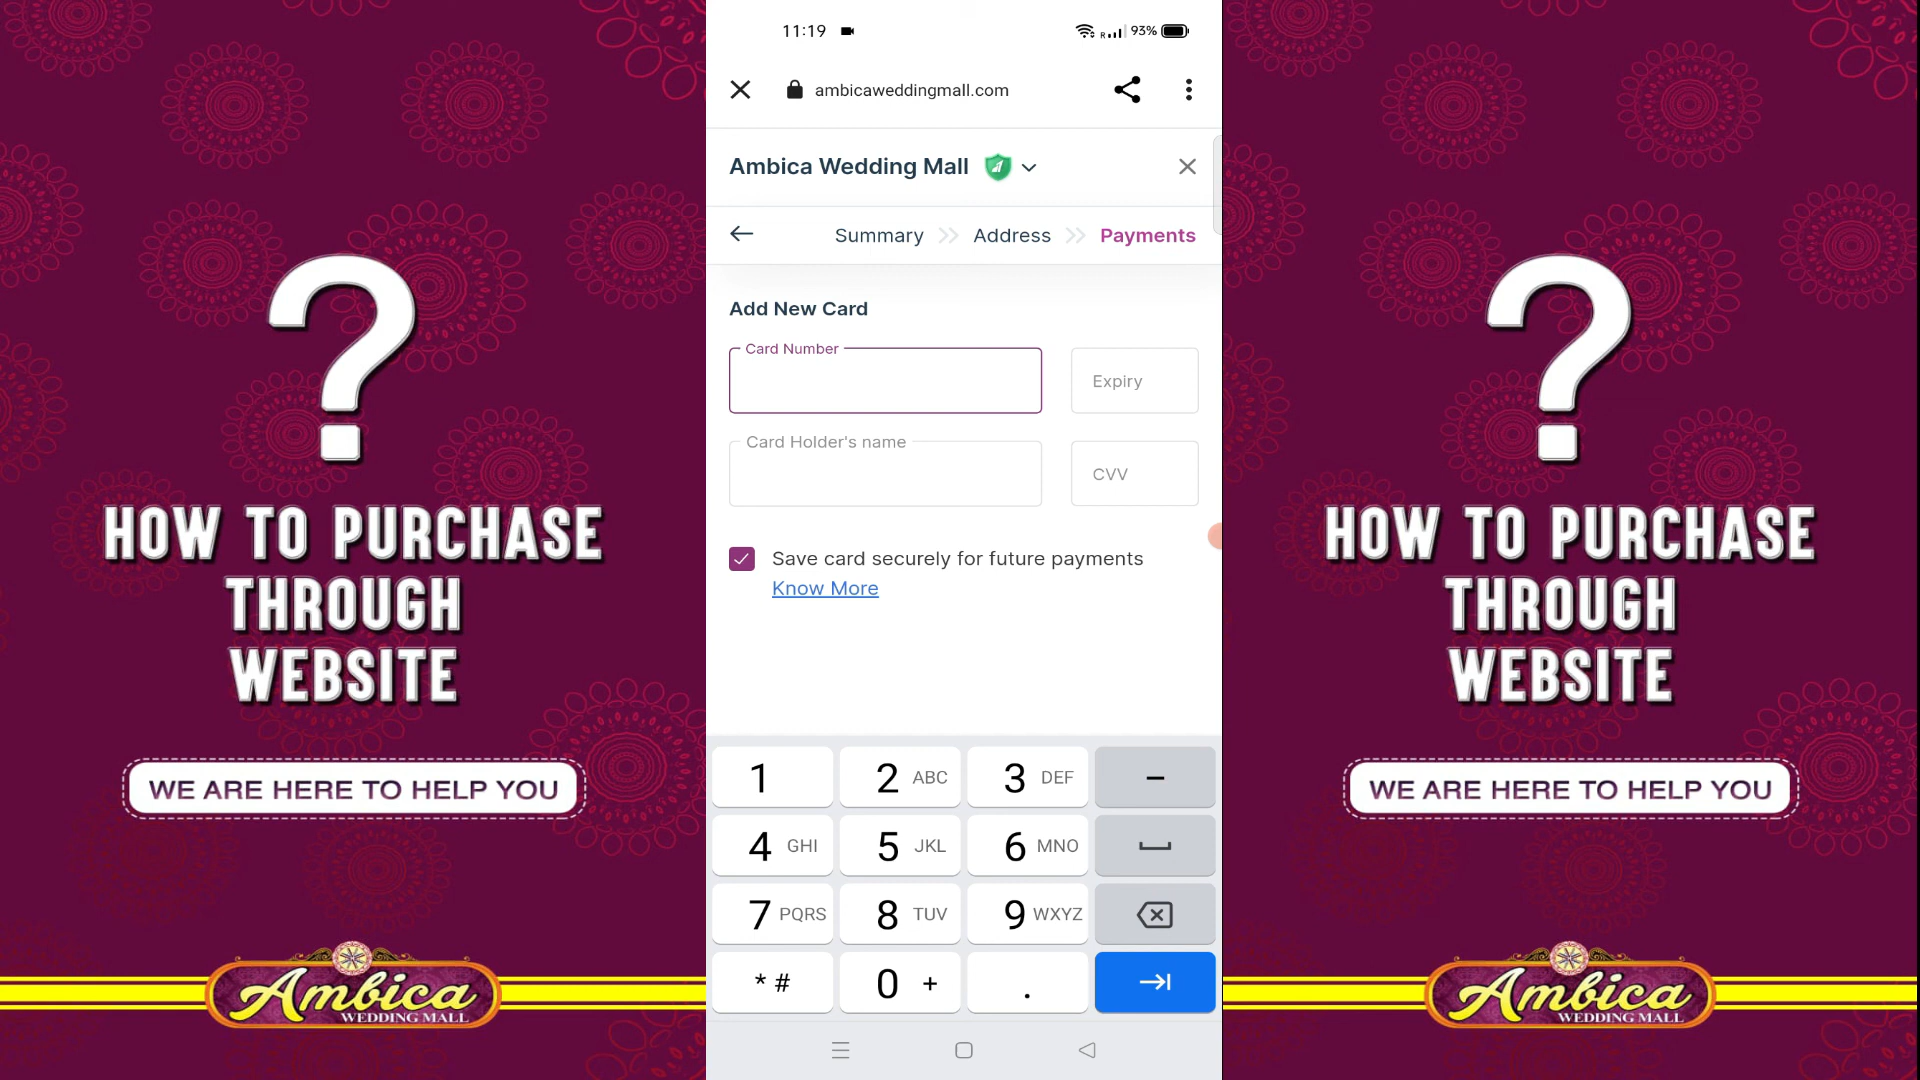 ?
HOW TO PURCHASE
THROUGH
WEBSITE
WE ARE HERE TO HELP YOU
Ambica
WEDDING MALL
11:19
R
93%
ambicaweddingmall.com
Ambica Wedding Mall
Summary
Address
Payments
Add New Card
Card Number
Expiry
Card Holder's name
CVV
Save card securely for future payments
Know More
1
2 ABC
3 DEF
–
4 GHI
5 JKL
6 MNO
7 PQRS
8 TUV
9 WXYZ
* #
0 +
.
?
HOW TO PURCHASE
THROUGH
WEBSITE
WE ARE HERE TO HELP YOU
Ambica
WEDDING MALL